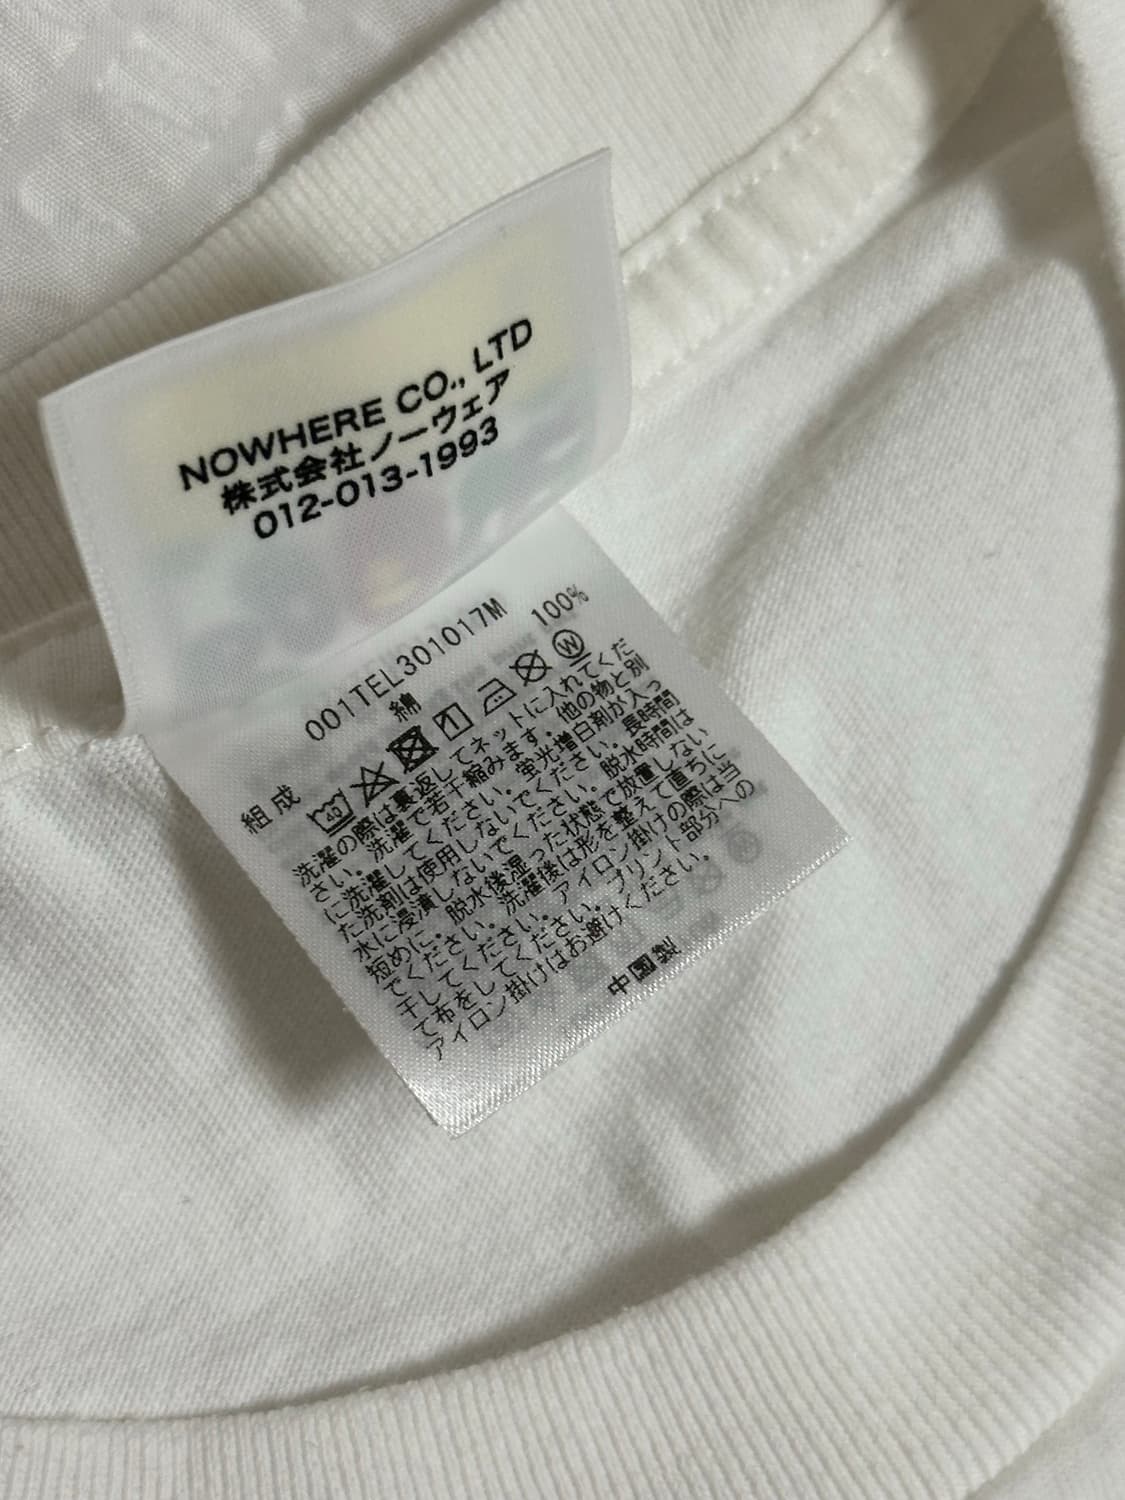 NOWHERE CO., LTD
株式会社ノーウェア
012-013-1993
001TEL301017M
組成 綿 100%
40
W
洗濯の際は裏返してネットに入れてくだ
さい。洗濯で若干縮みます。他の物と別
に洗濯してください。蛍光増白剤が入っ
た洗剤は使用しないでください。長時間
水に浸漬しないでください。脱水時間は
短めに。脱水後湿った状態で放置しない
でください。洗濯後は形を整えて直ちに
干してください。アイロン掛けの際は当
て布をしてください。プリント部分への
アイロン掛けはお避けください。
中国製